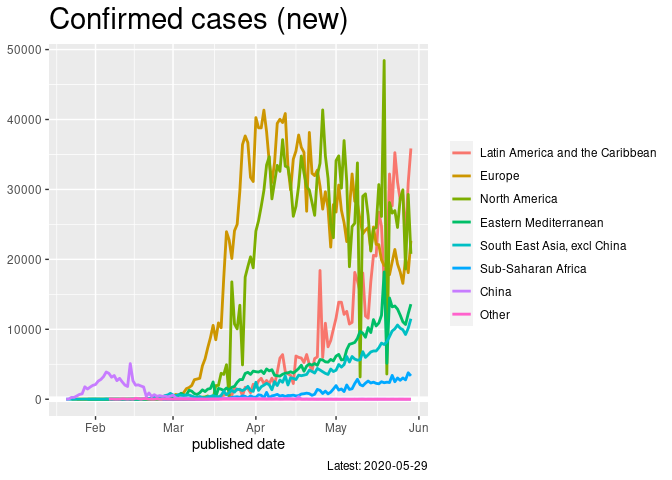 Confirmed cases (new)
50000
40000
30000
20000
10000
0
Feb
Mar
Apr
May
Jun
published date
Latin America and the Caribbean
Europe
North America
Eastern Mediterranean
South East Asia, excl China
Sub-Saharan Africa
China
Other
Latest: 2020-05-29